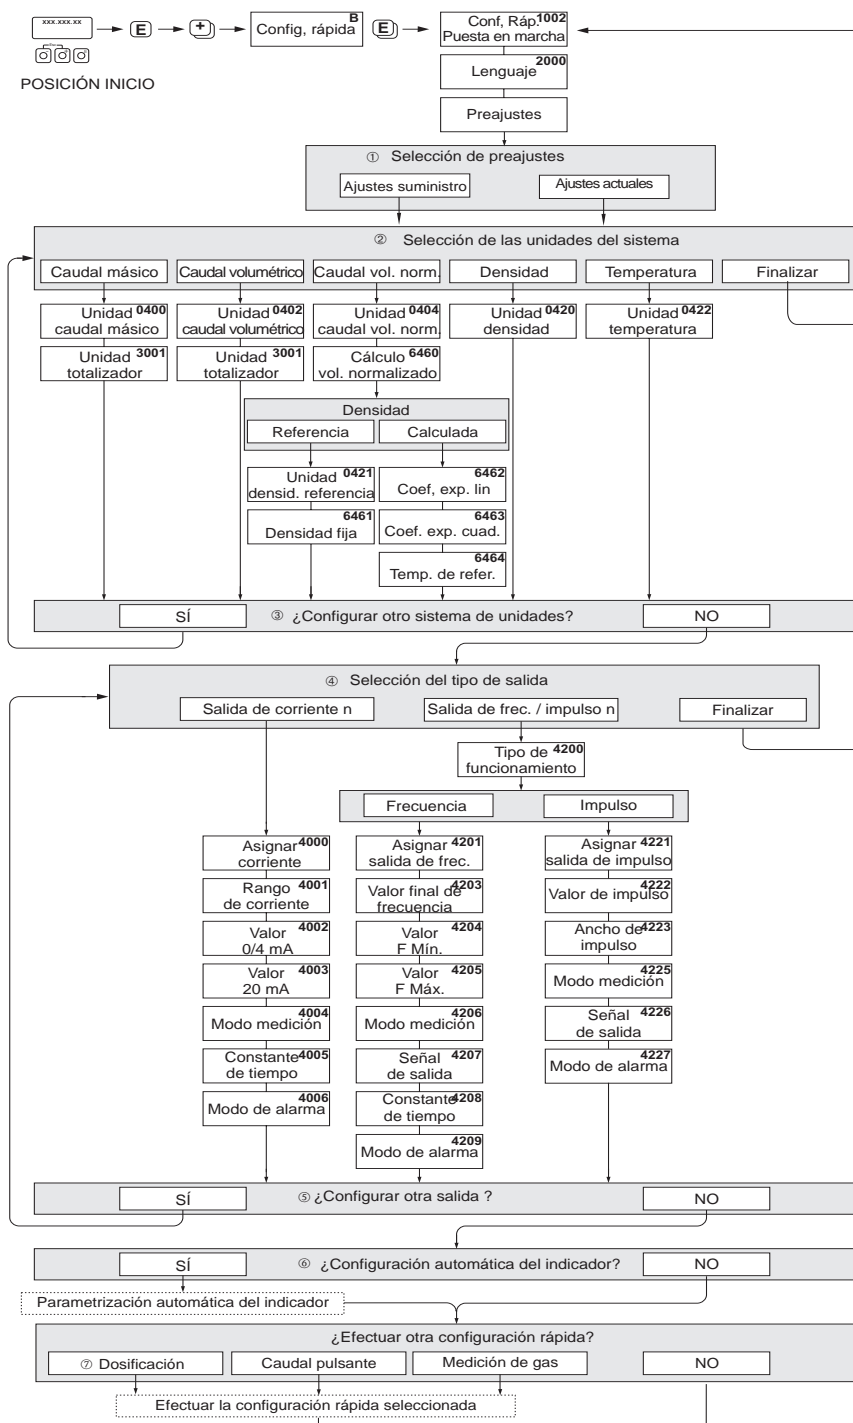 xxx.xxx.xx
Esc
E
+
E
POSICIÓN INICIO
B
Config, rápida
1002
Conf, Ráp.
Puesta en marcha
2000
Lenguaje
Preajustes
① Selección de preajustes
Ajustes suministro
Ajustes actuales
② Selección de las unidades del sistema
Caudal másico
Caudal volumétrico
Caudal vol. norm.
Densidad
Temperatura
Finalizar
Unidad 0400
caudal másico
Unidad 0402
caudal volumétrico
Unidad 0404
caudal vol. norm.
Unidad 0420
densidad
Unidad 0422
temperatura
Unidad 3001
totalizador
Unidad 3001
totalizador
Cálculo 6460
vol. normalizado
Densidad
Referencia
Calculada
Unidad 0421
densid. referencia
6462
Coef, exp. lin
6461
Densidad fija
6463
Coef. exp. cuad.
6464
Temp. de refer.
SÍ
③ ¿Configurar otro sistema de unidades?
NO
④ Selección del tipo de salida
Salida de corriente n
Salida de frec. / impulso n
Finalizar
Tipo de 4200
funcionamiento
Frecuencia
Impulso
Asignar 4000
corriente
Asignar 4201
salida de frec.
Asignar 4221
salida de impulso
Rango 4001
de corriente
4203
Valor final de
frecuencia
4222
Valor de impulso
Valor 4002
0/4 mA
Valor 4204
F Mín.
Ancho de 4223
impulso
Valor 4003
20 mA
Valor 4205
F Máx.
4225
Modo medición
4004
Modo medición
4206
Modo medición
Señal 4226
de salida
Constante 4005
de tiempo
Señal 4207
de salida
4227
Modo de alarma
4006
Modo de alarma
Constante 4208
de tiempo
4209
Modo de alarma
SÍ
⑤ ¿Configurar otra salida ?
NO
SÍ
⑥ ¿Configuración automática del indicador?
NO
Parametrización automática del indicador
¿Efectuar otra configuración rápida?
⑦ Dosificación
Caudal pulsante
Medición de gas
NO
Efectuar la configuración rápida seleccionada